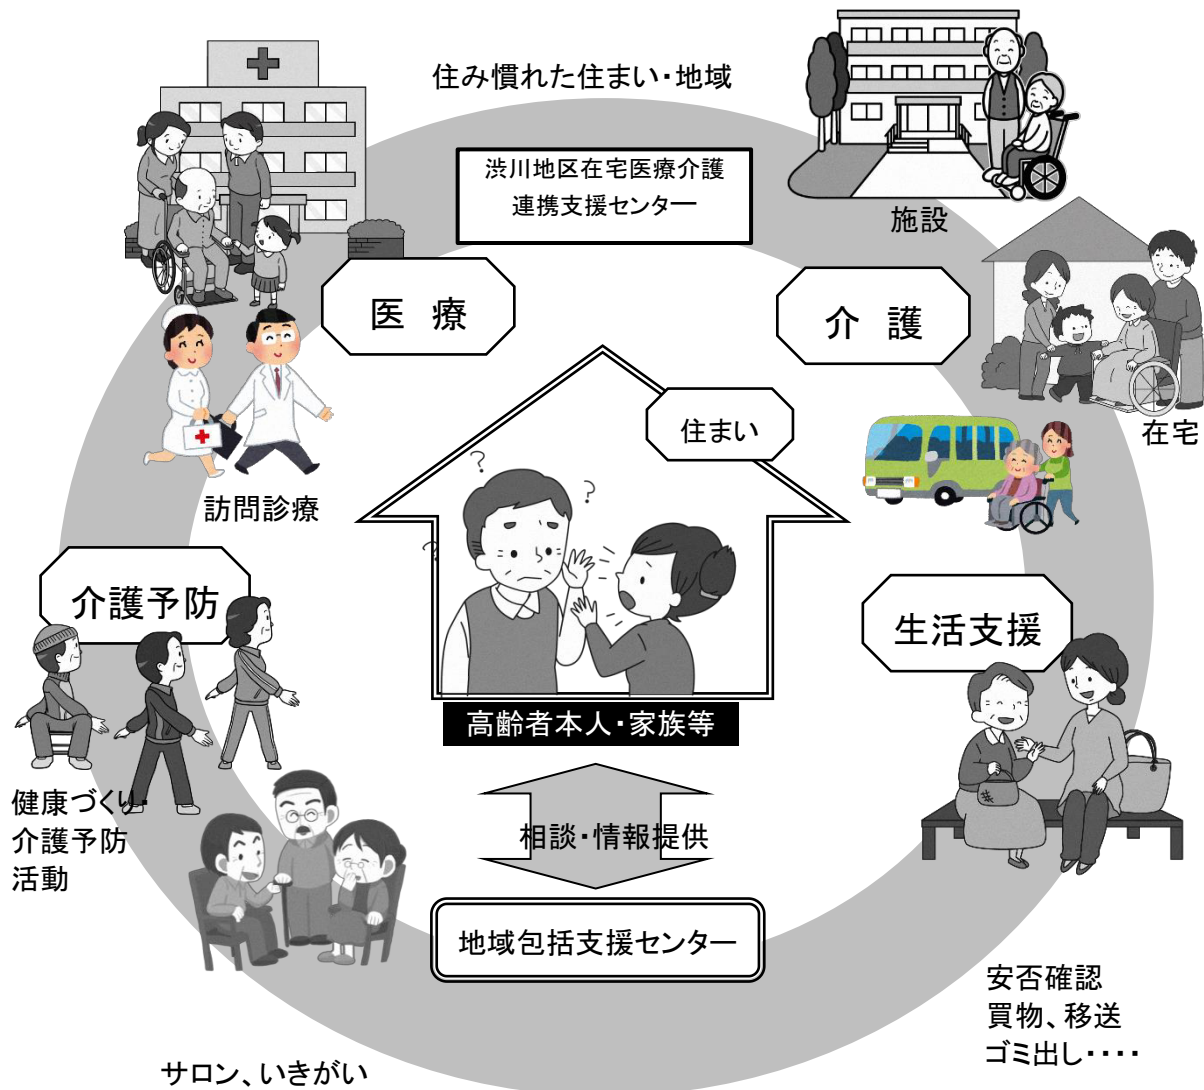 住み慣れた住まい・地域
渋川地区在宅医療介護
連携支援センター
施設
医 療
介 護
住まい
在宅
訪問診療
?
?
?
介護予防
生活支援
高齢者本人・家族等
健康づくり・
介護予防
活動
相談・情報提供
地域包括支援センター
安否確認
買物、移送
ゴミ出し・・・・
サロン、いきがい